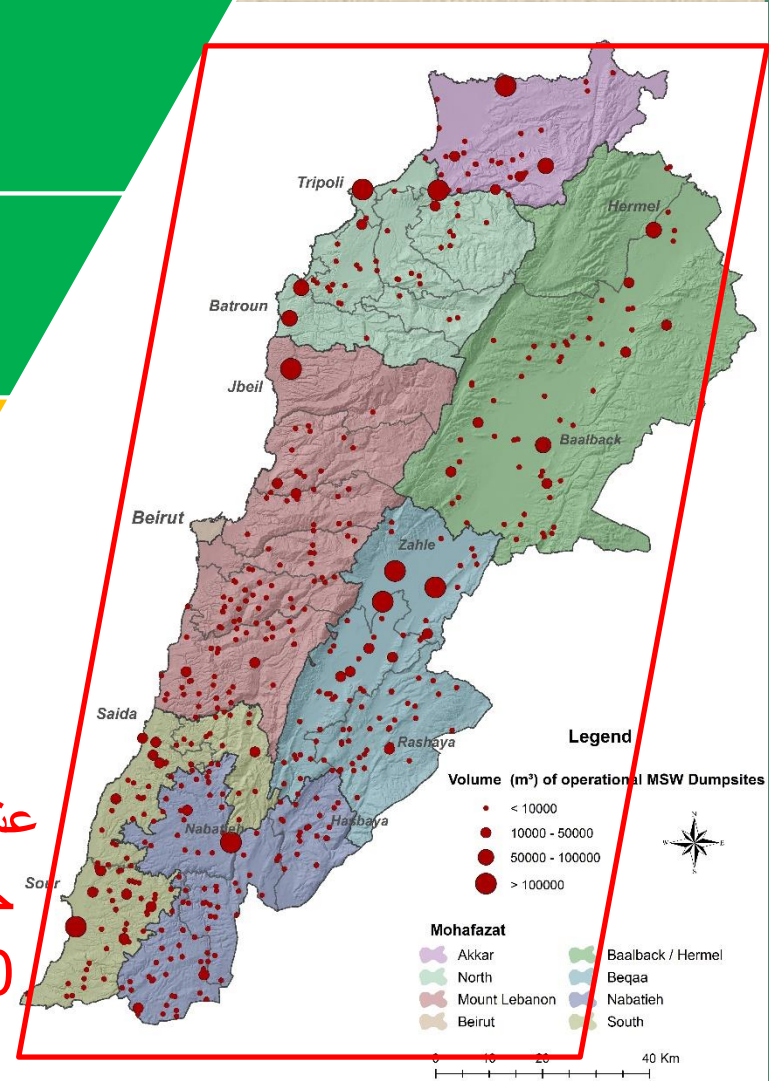 Tripoli
Hermel
Batroun
Jbeil
Baalback
Beirut
Zahle
Saida
Rashaya
Hasbaya
Nabatieh
Sour
Legend
Volume (m³) of operational MSW Dumpsites
< 10000
10000 - 50000
50000 - 100000
> 100000
N
W E
S
Mohafazat
Akkar
North
Mount Lebanon
Beirut
Baalback / Hermel
Beqaa
Nabatieh
South
0 10 20 40 Km